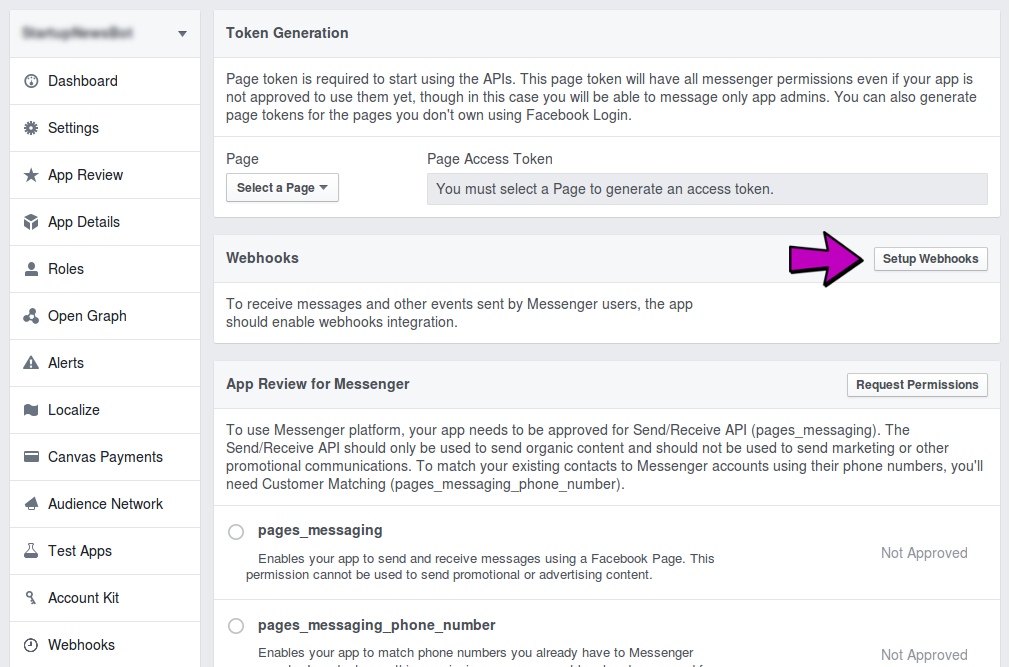 Dashboard
Settings
App Review
App Details
Roles
Open Graph
Alerts
Localize
Canvas Payments
Audience Network
Test Apps
Account Kit
Webhooks
Token Generation
Page token is required to start using the APIs. This page token will have all messenger permissions even if your app is
not approved to use them yet, though in this case you will be able to message only app admins. You can also generate
page tokens for the pages you don't own using Facebook Login.
Page
Select a Page
Page Access Token
You must select a Page to generate an access token.
Webhooks
Setup Webhooks
To receive messages and other events sent by Messenger users, the app
should enable webhooks integration.
App Review for Messenger
Request Permissions
To use Messenger platform, your app needs to be approved for Send/Receive API (pages_messaging). The
Send/Receive API should only be used to send organic content and should not be used to send marketing or other
promotional communications. To match your existing contacts to Messenger accounts using their phone numbers, you'll
need Customer Matching (pages_messaging_phone_number).
pages_messaging
Enables your app to send and receive messages using a Facebook Page. This
permission cannot be used to send promotional or advertising content.
Not Approved
pages_messaging_phone_number
Enables your app to match phone numbers you already have to Messenger
Not Approved